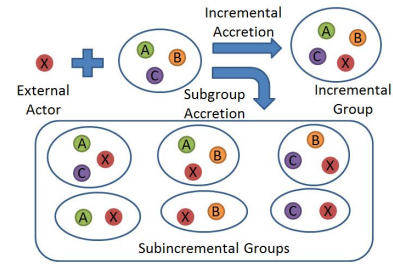 Incremental
Accretion
A
B
C
X
External
Actor
Subgroup
Accretion
A
B
C
X
Incremental
Group
A
X
C
A
B
X
B
C
X
A
X
X
B
C
X
Subincremental Groups